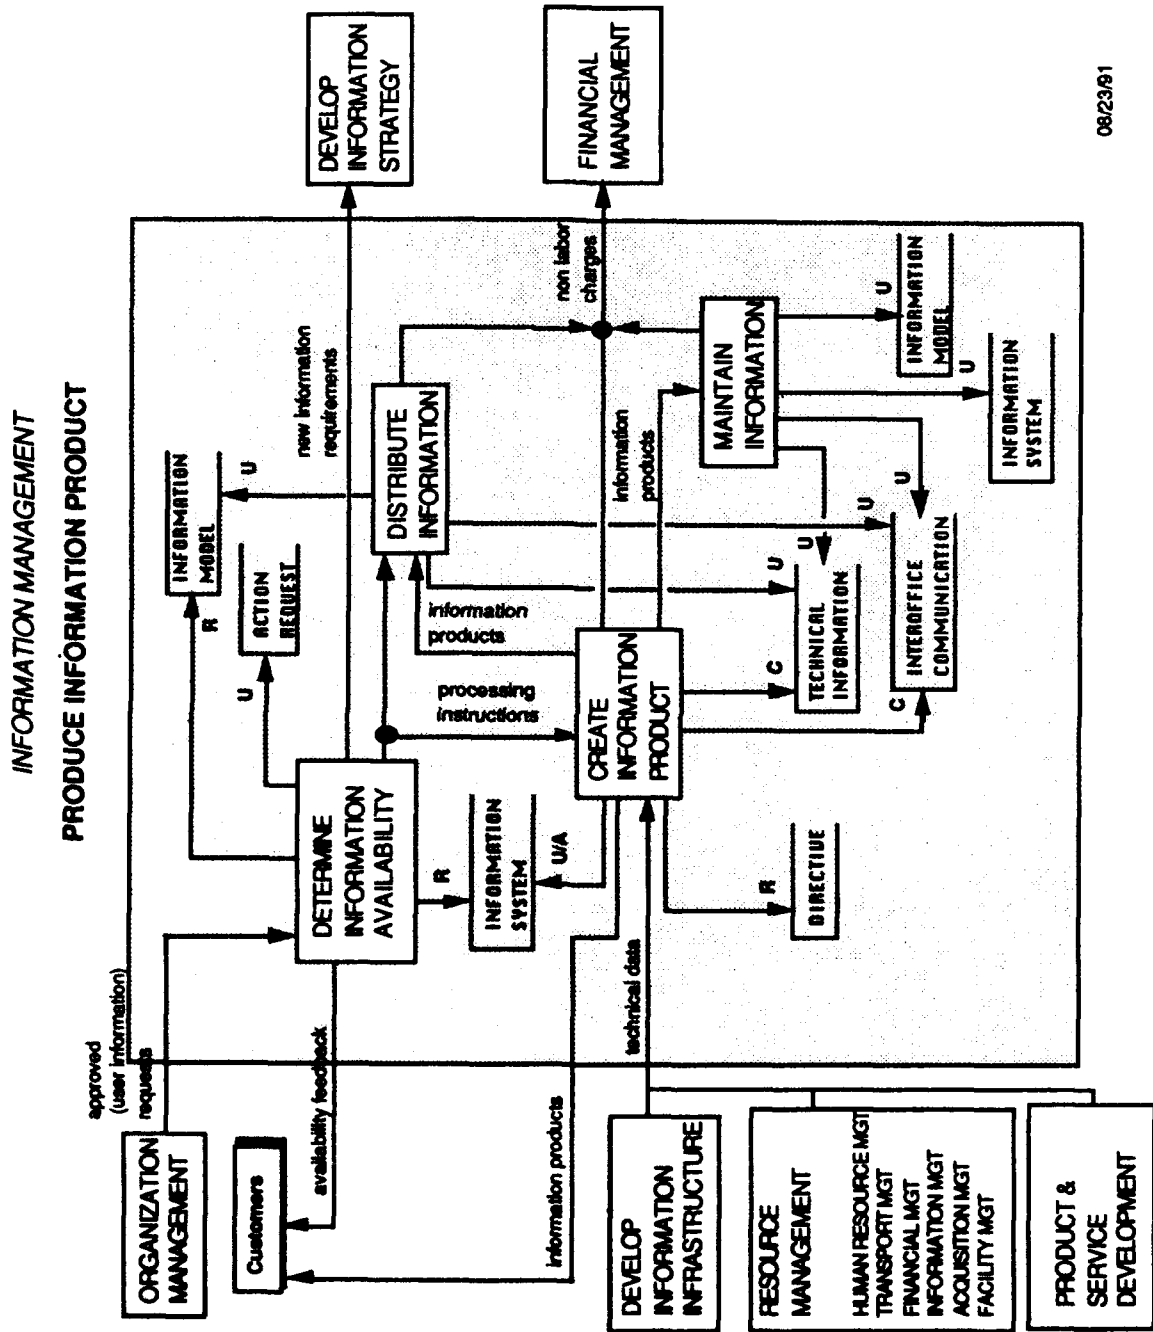 INFORMATION MANAGEMENT
PRODUCE INFORMATION PRODUCT
approved
(user information)
requests
ORGANIZATION
MANAGEMENT
Customers
availability feedback
information products
DETERMINE
INFORMATION
AVAILABILITY
R
INFORMATION
MODEL
U
U
ACTION
REQUEST
new information
requirements
DEVELOP
INFORMATION
STRATEGY
DISTRIBUTE
INFORMATION
information
products
processing
instructions
R
INFORMATION
SYSTEM
U/A
CREATE
INFORMATION
PRODUCT
information
products
non labor
charges
FINANCIAL
MANAGEMENT
MAINTAIN
INFORMATION
U
INFORMATION
MODEL
U
INFORMATION
SYSTEM
C
U
U
TECHNICAL
INFORMATION
C
U
U
INTEROFFICE
COMMUNICATION
R
DIRECTIVE
technical data
DEVELOP
INFORMATION
INFRASTRUCTURE
RESOURCE
MANAGEMENT
HUMAN RESOURCE MGT
TRANSPORT MGT
FINANCIAL MGT
INFORMATION MGT
ACQUISITION MGT
FACILITY MGT
PRODUCT &
SERVICE
DEVELOPMENT
08/23/91